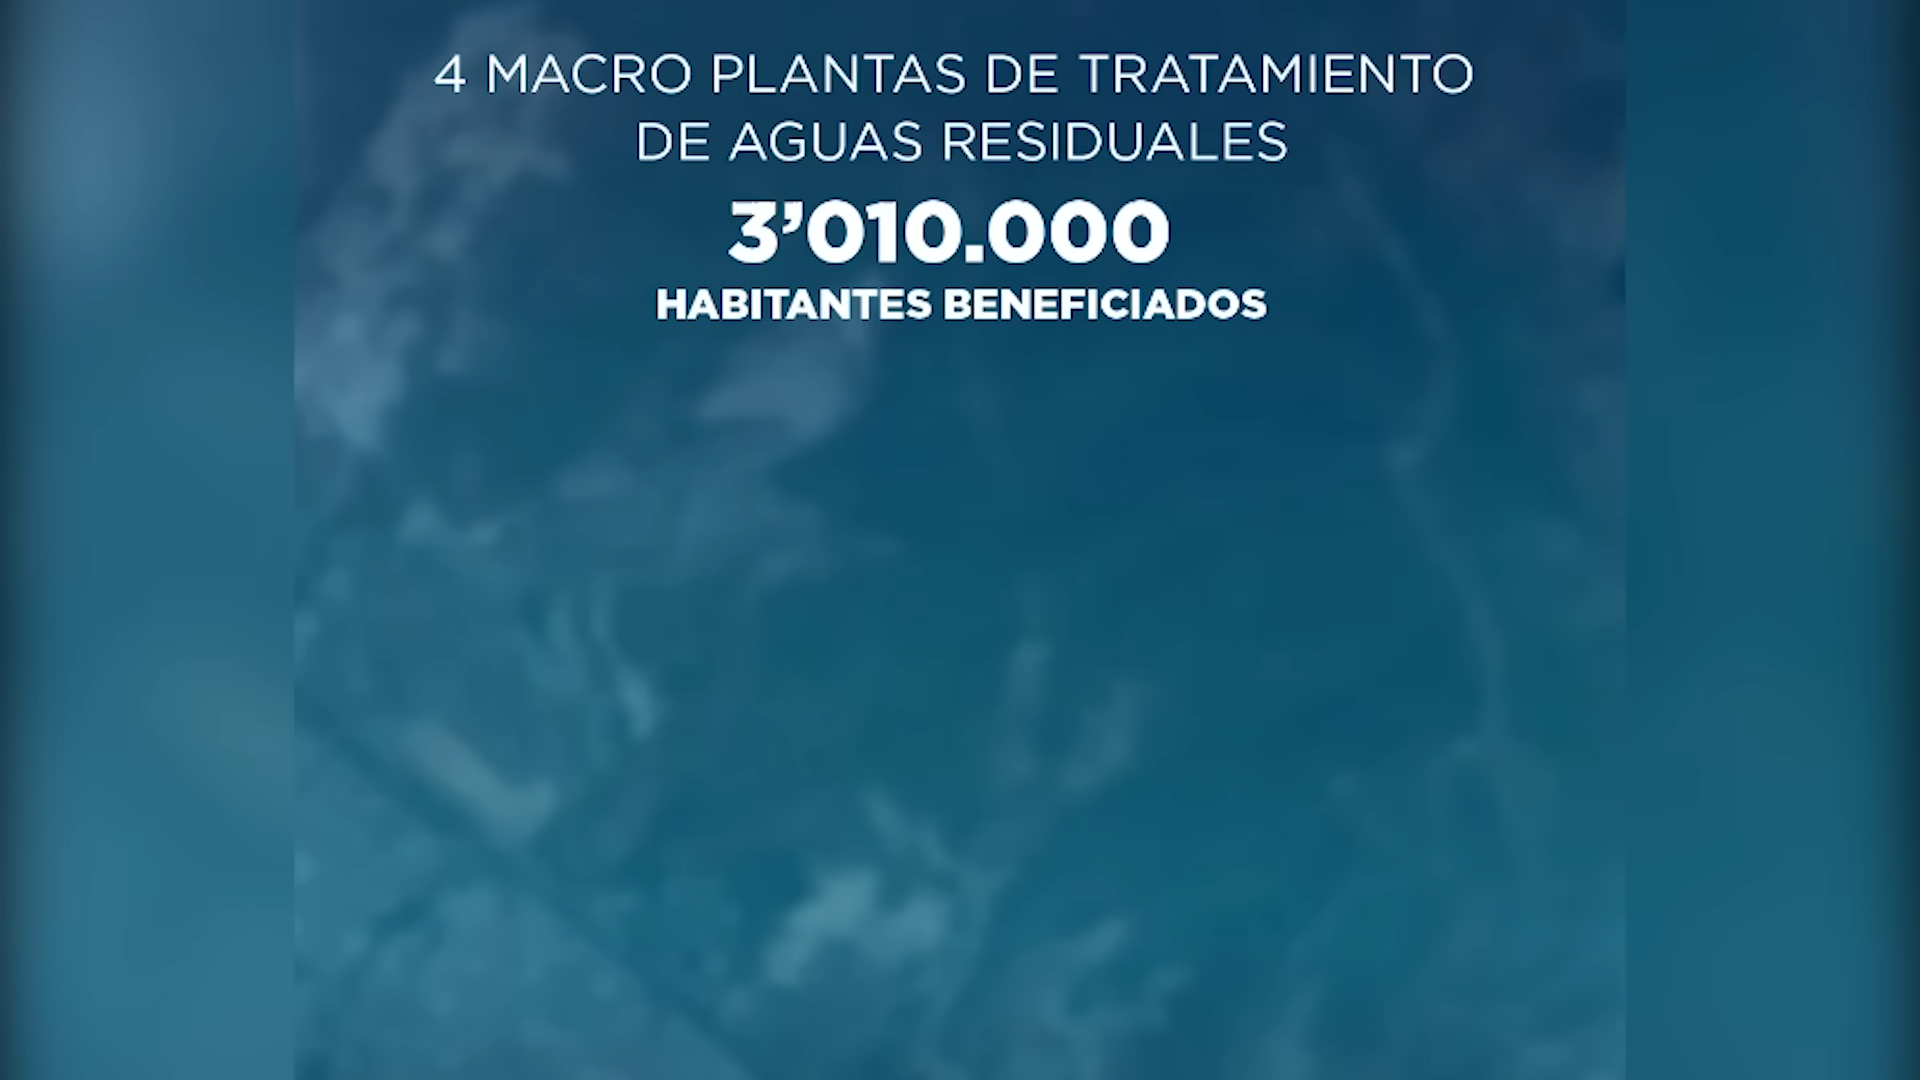 4 MACRO PLANTAS DE TRATAMIENTO
DE AGUAS RESIDUALES
3’010.000
HABITANTES BENEFICIADOS